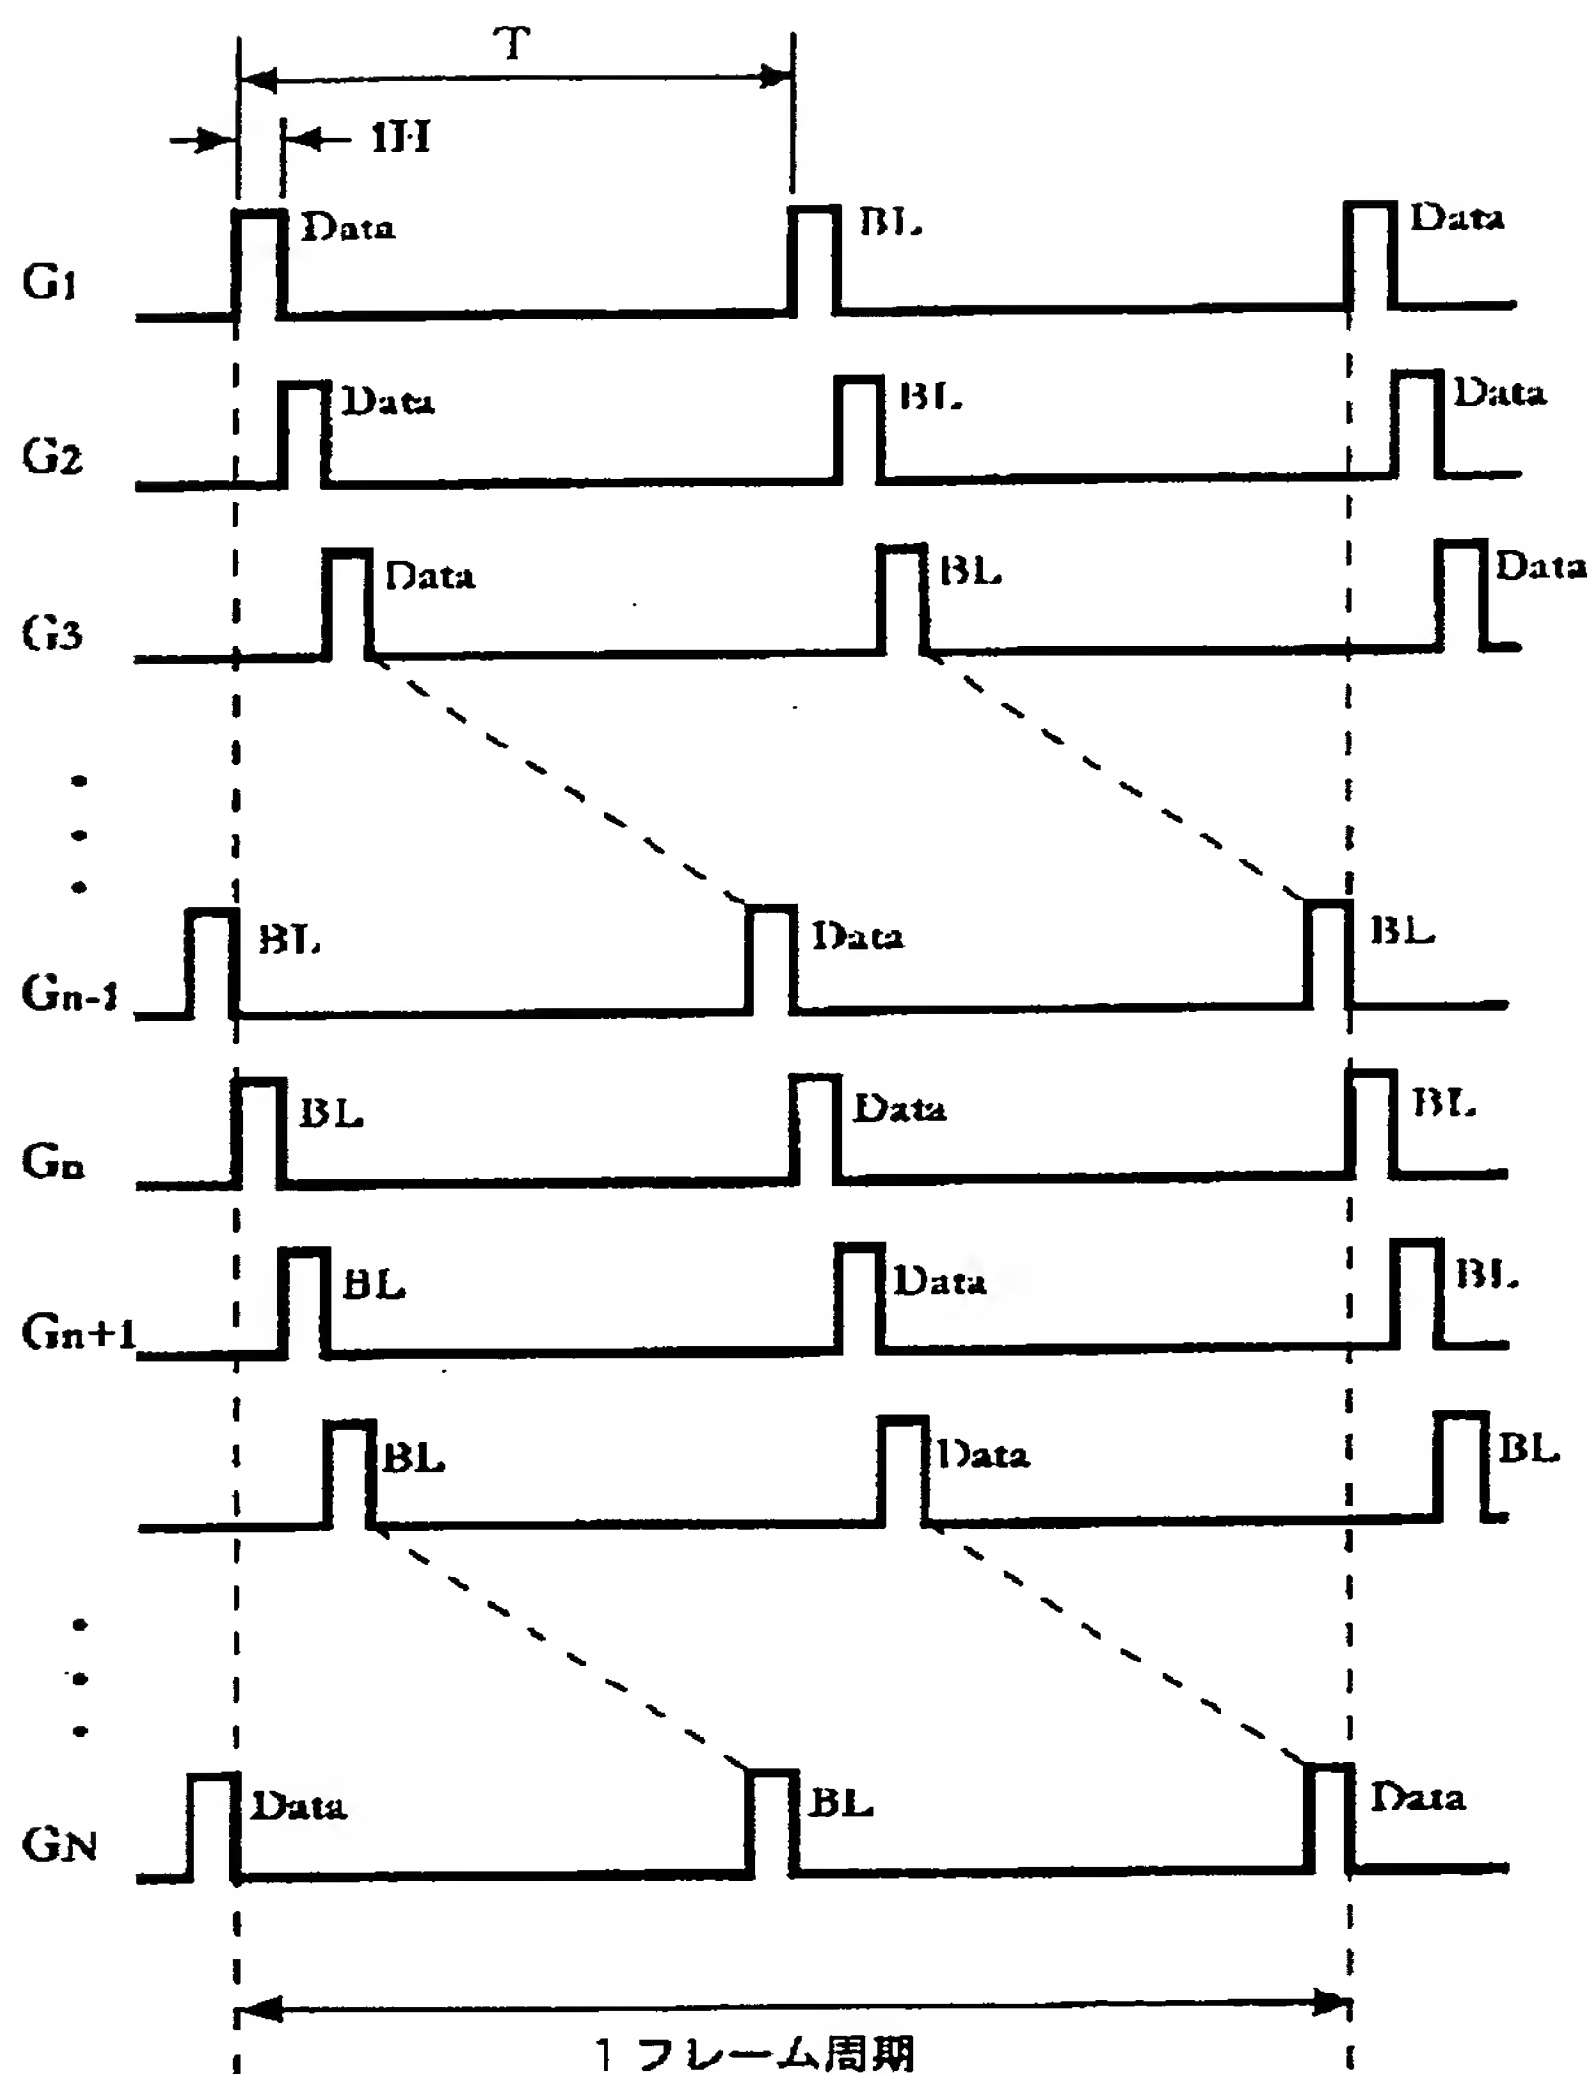 T
1H
G1 Data BL Data
G2 Data BL Data
G3 Data BL Data
Gn-1 BL Data BL
Gn BL Data BL
Gn+1 BL Data BL
BL Data BL
GN Data BL Data
1フレーム周期